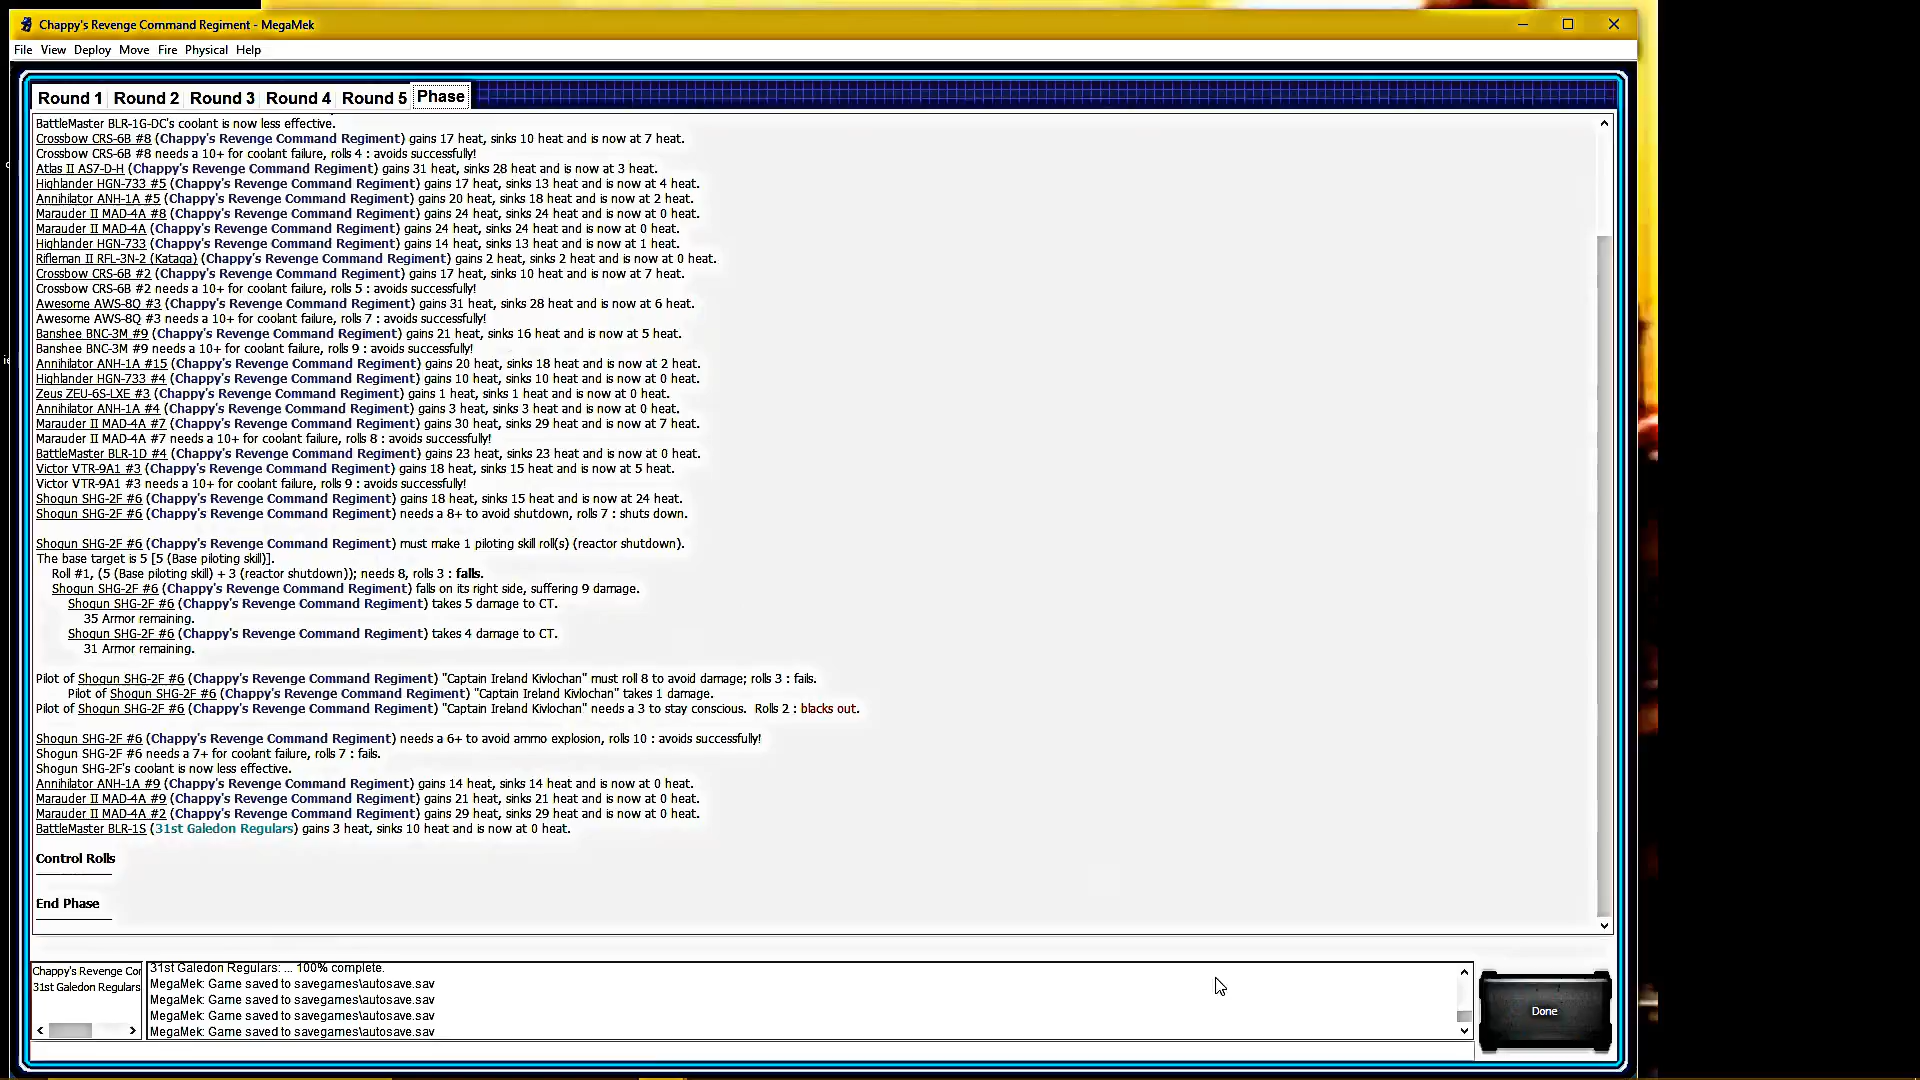 Chappy's Revenge Command Regiment - MegaMek
File View Deploy Move Fire Physical Help
Round 1 Round 2 Round 3 Round 4 Round 5 Phase
BattleMaster BLR-1G-DC's coolant is now less effective.
Crossbow CRS-6B #8 (Chappy's Revenge Command Regiment) gains 17 heat, sinks 10 heat and is now at 7 heat.
Crossbow CRS-6B #8 needs a 10+ for coolant failure, rolls 4 : avoids successfully!
Atlas II AS7-D-H (Chappy's Revenge Command Regiment) gains 31 heat, sinks 28 heat and is now at 3 heat.
Highlander HGN-733 #5 (Chappy's Revenge Command Regiment) gains 17 heat, sinks 13 heat and is now at 4 heat.
Annihilator ANH-1A #5 (Chappy's Revenge Command Regiment) gains 20 heat, sinks 18 heat and is now at 2 heat.
Marauder II MAD-4A #8 (Chappy's Revenge Command Regiment) gains 24 heat, sinks 24 heat and is now at 0 heat.
Marauder II MAD-4A (Chappy's Revenge Command Regiment) gains 24 heat, sinks 24 heat and is now at 0 heat.
Highlander HGN-733 (Chappy's Revenge Command Regiment) gains 14 heat, sinks 13 heat and is now at 1 heat.
Rifleman II RFL-3N-2 (Kataga) (Chappy's Revenge Command Regiment) gains 2 heat, sinks 2 heat and is now at 0 heat.
Crossbow CRS-6B #2 (Chappy's Revenge Command Regiment) gains 17 heat, sinks 10 heat and is now at 7 heat.
Crossbow CRS-6B #2 needs a 10+ for coolant failure, rolls 5 : avoids successfully!
Awesome AWS-8Q #3 (Chappy's Revenge Command Regiment) gains 31 heat, sinks 28 heat and is now at 6 heat.
Awesome AWS-8Q #3 needs a 10+ for coolant failure, rolls 7 : avoids successfully!
Banshee BNC-3M #9 (Chappy's Revenge Command Regiment) gains 21 heat, sinks 16 heat and is now at 5 heat.
Banshee BNC-3M #9 needs a 10+ for coolant failure, rolls 9 : avoids successfully!
Annihilator ANH-1A #15 (Chappy's Revenge Command Regiment) gains 20 heat, sinks 18 heat and is now at 2 heat.
Highlander HGN-733 #4 (Chappy's Revenge Command Regiment) gains 10 heat, sinks 10 heat and is now at 0 heat.
Zeus ZEU-6S-LXE #3 (Chappy's Revenge Command Regiment) gains 1 heat, sinks 1 heat and is now at 0 heat.
Annihilator ANH-1A #4 (Chappy's Revenge Command Regiment) gains 3 heat, sinks 3 heat and is now at 0 heat.
Marauder II MAD-4A #7 (Chappy's Revenge Command Regiment) gains 30 heat, sinks 29 heat and is now at 7 heat.
Marauder II MAD-4A #7 needs a 10+ for coolant failure, rolls 8 : avoids successfully!
BattleMaster BLR-1D #4 (Chappy's Revenge Command Regiment) gains 23 heat, sinks 23 heat and is now at 0 heat.
Victor VTR-9A1 #3 (Chappy's Revenge Command Regiment) gains 18 heat, sinks 15 heat and is now at 5 heat.
Victor VTR-9A1 #3 needs a 10+ for coolant failure, rolls 9 : avoids successfully!
Shogun SHG-2F #6 (Chappy's Revenge Command Regiment) gains 18 heat, sinks 15 heat and is now at 24 heat.
Shogun SHG-2F #6 (Chappy's Revenge Command Regiment) needs a 8+ to avoid shutdown, rolls 7 : shuts down.
Shogun SHG-2F #6 (Chappy's Revenge Command Regiment) must make 1 piloting skill roll(s) (reactor shutdown).
The base target is 5 [5 (Base piloting skill)].
Roll #1, (5 (Base piloting skill) + 3 (reactor shutdown)); needs 8, rolls 3 : falls.
Shogun SHG-2F #6 (Chappy's Revenge Command Regiment) falls on its right side, suffering 9 damage.
Shogun SHG-2F #6 (Chappy's Revenge Command Regiment) takes 5 damage to CT.
35 Armor remaining.
Shogun SHG-2F #6 (Chappy's Revenge Command Regiment) takes 4 damage to CT.
31 Armor remaining.
Pilot of Shogun SHG-2F #6 (Chappy's Revenge Command Regiment) "Captain Ireland Kivlochan" must roll 8 to avoid damage; rolls 3 : fails.
Pilot of Shogun SHG-2F #6 (Chappy's Revenge Command Regiment) "Captain Ireland Kivlochan" takes 1 damage.
Pilot of Shogun SHG-2F #6 (Chappy's Revenge Command Regiment) "Captain Ireland Kivlochan" needs a 3 to stay conscious. Rolls 2 : blacks out.
Shogun SHG-2F #6 (Chappy's Revenge Command Regiment) needs a 6+ to avoid ammo explosion, rolls 10 : avoids successfully!
Shogun SHG-2F #6 needs a 7+ for coolant failure, rolls 7 : fails.
Shogun SHG-2F's coolant is now less effective.
Annihilator ANH-1A #9 (Chappy's Revenge Command Regiment) gains 14 heat, sinks 14 heat and is now at 0 heat.
Marauder II MAD-4A #9 (Chappy's Revenge Command Regiment) gains 21 heat, sinks 21 heat and is now at 0 heat.
Marauder II MAD-4A #2 (Chappy's Revenge Command Regiment) gains 29 heat, sinks 29 heat and is now at 0 heat.
BattleMaster BLR-1S (31st Galedon Regulars) gains 3 heat, sinks 10 heat and is now at 0 heat.
Control Rolls
End Phase
Chappy's Revenge Cor
31st Galedon Regulars
31st Galedon Regulars: ... 100% complete.
MegaMek: Game saved to savegames\autosave.sav
MegaMek: Game saved to savegames\autosave.sav
MegaMek: Game saved to savegames\autosave.sav
MegaMek: Game saved to savegames\autosave.sav
Done